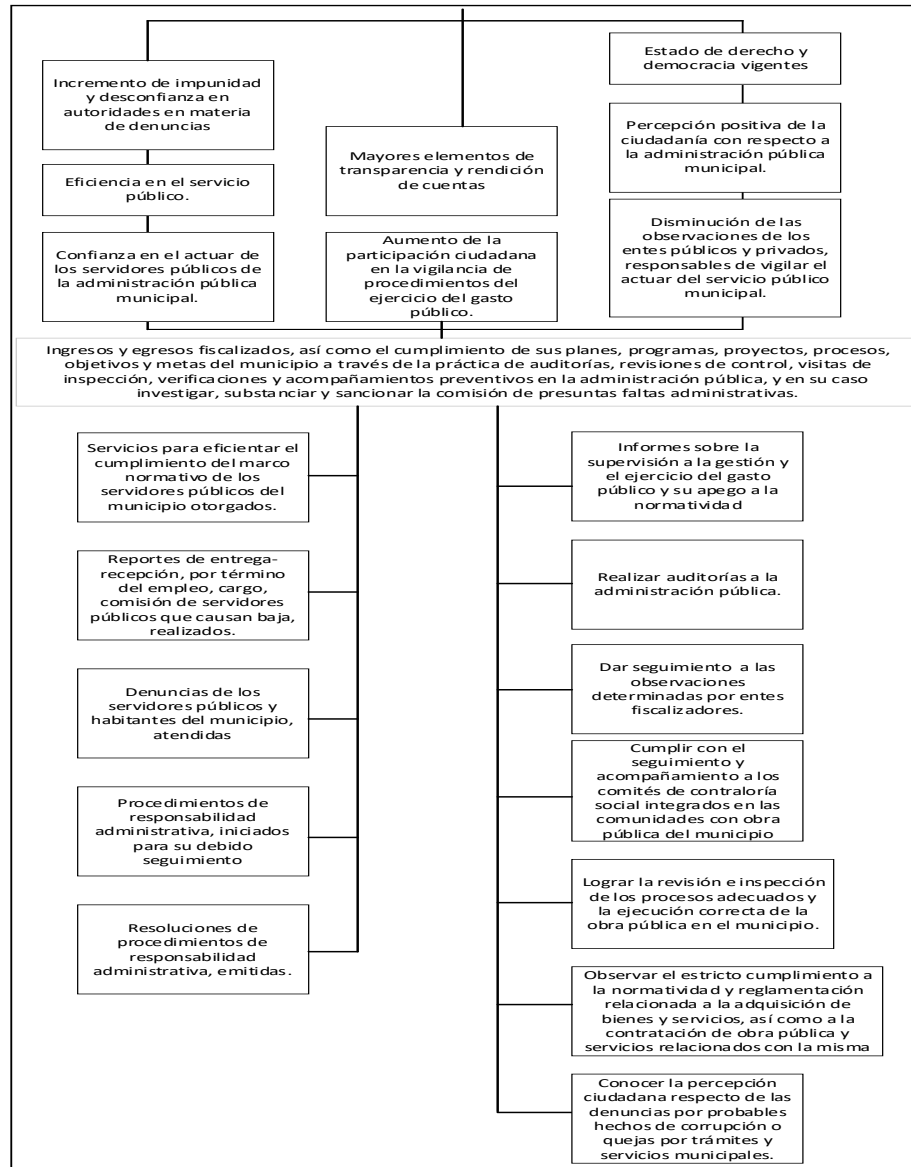 Incremento de impunidad
y desconfianza en
autoridades en materia
de denuncias
Eficiencia en el servicio
público.
Confianza en el actuar de
los servidores públicos de
la administración pública
municipal.
Mayores elementos de
transparencia y rendición
de cuentas
Aumento de la
participación ciudadana
en la vigilancia de
procedimientos del
ejercicio del gasto
público.
Estado de derecho y
democracia vigentes
Percepción positiva de la
ciudadanía con respecto a
la administración pública
municipal.
Disminución de las
observaciones de los
entes públicos y privados,
responsables de vigilar el
actuar del servicio público
municipal.
Ingresos y egresos fiscalizados, así como el cumplimiento de sus planes, programas, proyectos, procesos,
objetivos y metas del municipio a través de la práctica de auditorías, revisiones de control, visitas de
inspección, verificaciones y acompañamientos preventivos en la administración pública, y en su caso
investigar, substanciar y sancionar la comisión de presuntas faltas administrativas.
Servicios para eficientar el
cumplimiento del marco
normativo de los
servidores públicos del
municipio otorgados.
Reportes de entrega-
recepción, por término
del empleo, cargo,
comisión de servidores
públicos que causan baja,
realizados.
Denuncias de los
servidores públicos y
habitantes del municipio,
atendidas
Procedimientos de
responsabilidad
administrativa, iniciados
para su debido
seguimiento
Resoluciones de
procedimientos de
responsabilidad
administrativa, emitidas.
Informes sobre la
supervisión a la gestión y
el ejercicio del gasto
público y su apego a la
normatividad
Realizar auditorías a la
administración pública.
Dar seguimiento a las
observaciones
determinadas por entes
fiscalizadores.
Cumplir con el
seguimiento y
acompañamiento a los
comités de contraloría
social integrados en las
comunidades con obra
pública del municipio
Lograr la revisión e inspección
de los procesos adecuados y
la ejecución correcta de la
obra pública en el municipio.
Observar el estricto cumplimiento a
la normatividad y reglamentación
relacionada a la adquisición de
bienes y servicios, así como a la
contratación de obra pública y
servicios relacionados con la misma
Conocer la percepción
ciudadana respecto de las
denuncias por probables
hechos de corrupción o
quejas por trámites y
servicios municipales.